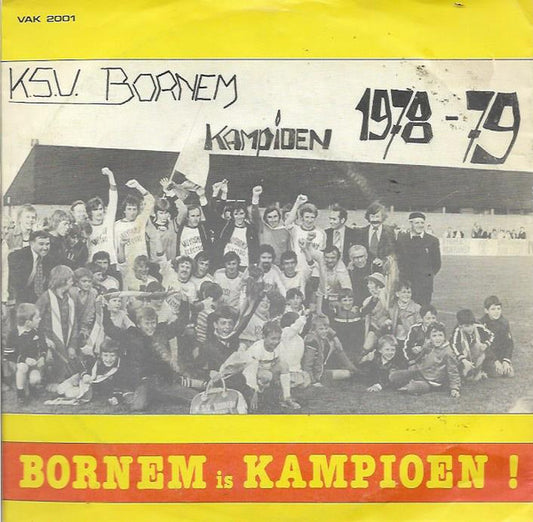 VAK 2001
K.S.V. BORNEM
KAMPIOEN 1978-79
BORNEM is KAMPIOEN !